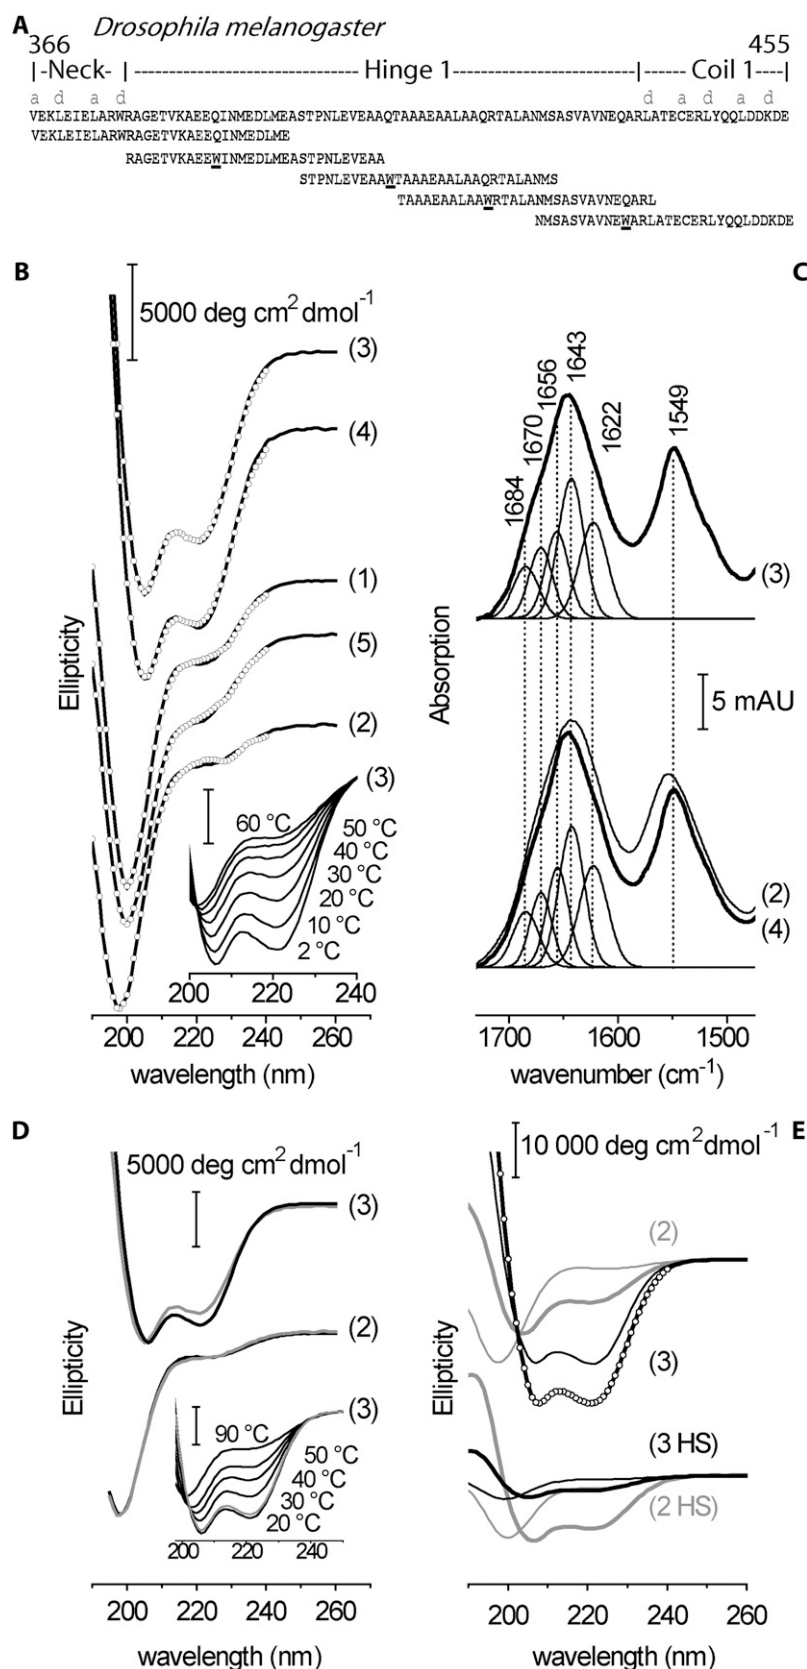 A Drosophila melanogaster
366 455
|-Neck- |----------------------------- Hinge 1-----------------------|------ Coil 1----|
a d a d d a d a d
VEKLEIELARWRAGETVKAEEQINMEDLMEASTPNLEVEAAQTAAAEAALAAQRTALANMSASVAVNEQARLATECERLYQQLDDKDE
VEKLEIELARWRAGETVKAEEQINMEDLME
RAGETVKAEEWINMEDLMEASTPNLEVEAA
STPNLEVEAAWTAAAEAALAAQRTALANMS
TAAAEAALAAWRTALANMSASVAVNEQARL
NMSASVAVNEWARLATECERLYQQLDDKDE
B
5000 deg cm2 dmol-1
(3)
(4)
(1)
(5)
(2)
(3)
60 °C
50 °C
40 °C
30 °C
20 °C
10 °C
2 °C
200 220 240
Ellipticity
200 220 240 260
wavelength (nm)
C
1684
1670
1656
1643
1622
1549
(3)
5 mAU
(2)
(4)
Absorption
1700 1600 1500
wavenumber (cm-1)
D
5000 deg cm2 dmol-1
(3)
(2)
(3)
90 °C
50 °C
40 °C
30 °C
20 °C
200 220 240
Ellipticity
200 220 240 260
wavelength (nm)
E
10 000 deg cm2 dmol-1
(2)
(3)
(3 HS)
(2 HS)
Ellipticity
200 220 240 260
wavelength (nm)